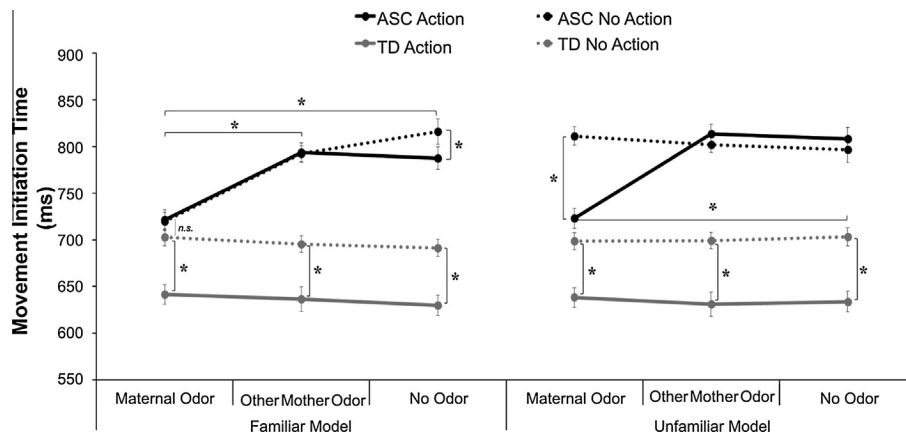 ASC Action ASC No Action
TD Action TD No Action
Movement Initiation Time
(ms)
900
850
800
750
700
650
600
550
*
*
*
n.s.
*
*
*
*
*
*
*
*
Maternal Odor Other Mother Odor No Odor Maternal Odor Other Mother Odor No Odor
Familiar Model Unfamiliar Model